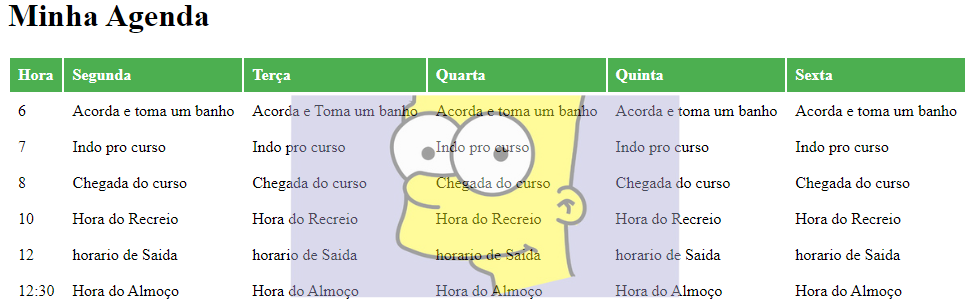 Minha Agenda
Hora Segunda Terça Quarta Quinta Sexta
6 Acorda e toma um banho Acorda e Toma um banho Acorda e toma um banho Acorda e toma um banho Acorda e toma um banho
7 Indo pro curso Indo pro curso Indo pro curso Indo pro curso Indo pro curso
8 Chegada do curso Chegada do curso Chegada do curso Chegada do curso Chegada do curso
10 Hora do Recreio Hora do Recreio Hora do Recreio Hora do Recreio Hora do Recreio
12 horario de Saida horario de Saida horario de Saida horario de Saida horario de Saida
12:30 Hora do Almoço Hora do Almoço Hora do Almoço Hora do Almoço Hora do Almoço